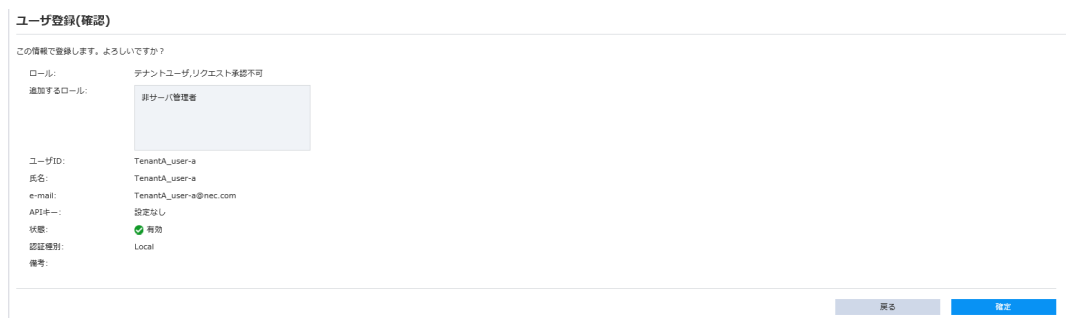 ユーザ登録(確認)
この情報で登録します。よろしいですか？
ロール: テナントユーザ,リクエスト承認不可
追加するロール: 非サーバ管理者
ユーザID: TenantA_user-a
氏名: TenantA_user-a
e-mail: TenantA_user-a@nec.com
APIキー: 設定なし
状態: 有効
認証種別: Local
備考:
戻る 確定